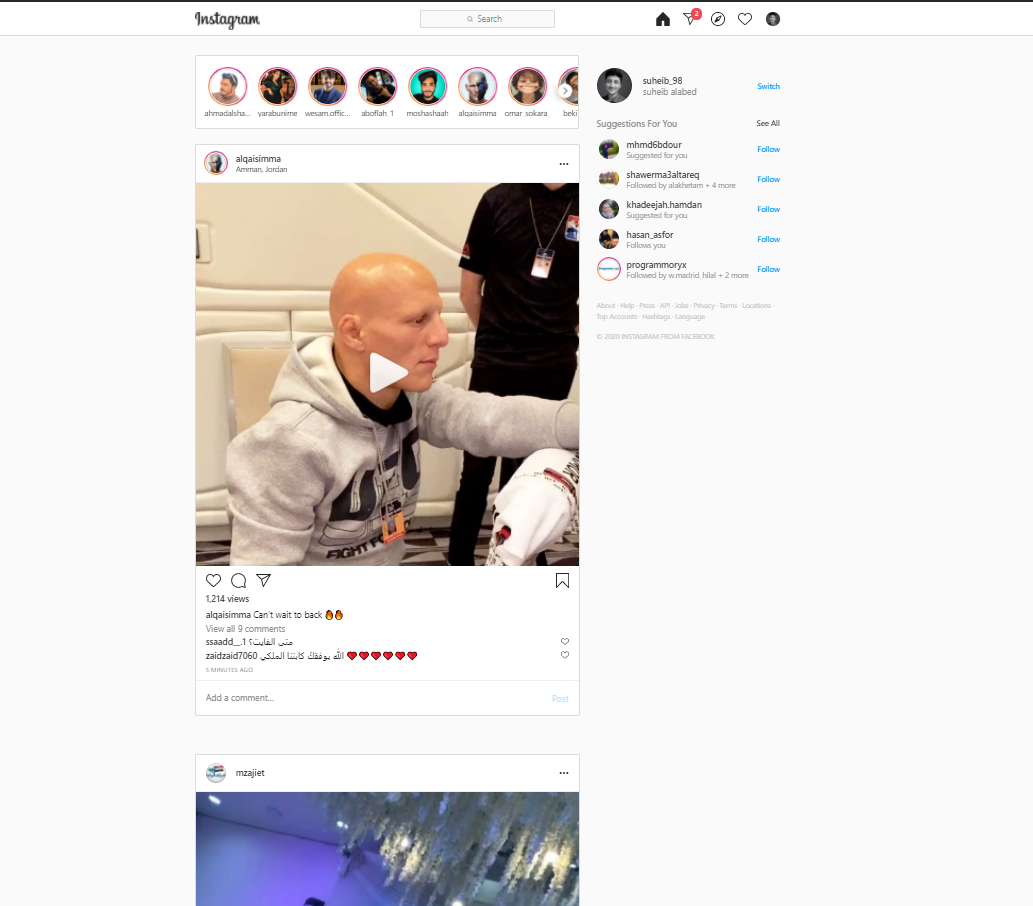 Instagram
Search
2
ahmadalsha...
yarabunime
wesam.offic...
aboflah_1
moshashaah
alqaisimma
omar_sokara
beki
suheib_98
suheib alabed
Switch
Suggestions For You
See All
mhmd6bdour
Suggested for you
Follow
shawerma3altareq
Followed by alakhetam + 4 more
Follow
khadeejah.hamdan
Suggested for you
Follow
hasan_asfor
Follows you
Follow
programmoryx
Followed by w.madrid_hilal + 2 more
Follow
About · Help · Press · API · Jobs · Privacy · Terms · Locations ·
Top Accounts · Hashtags · Language
© 2020 INSTAGRAM FROM FACEBOOK
alqaisimma
Amman, Jordan
FIGHT
1,214 views
alqaisimma Can't wait to back 🔥🔥
View all 9 comments
ssaadd__.1 متى الفايت؟
zaidzaid7060 الله يوفقك كابتنا الملكي ❤❤❤❤❤❤
5 MINUTES AGO
Add a comment...
Post
mzajiet